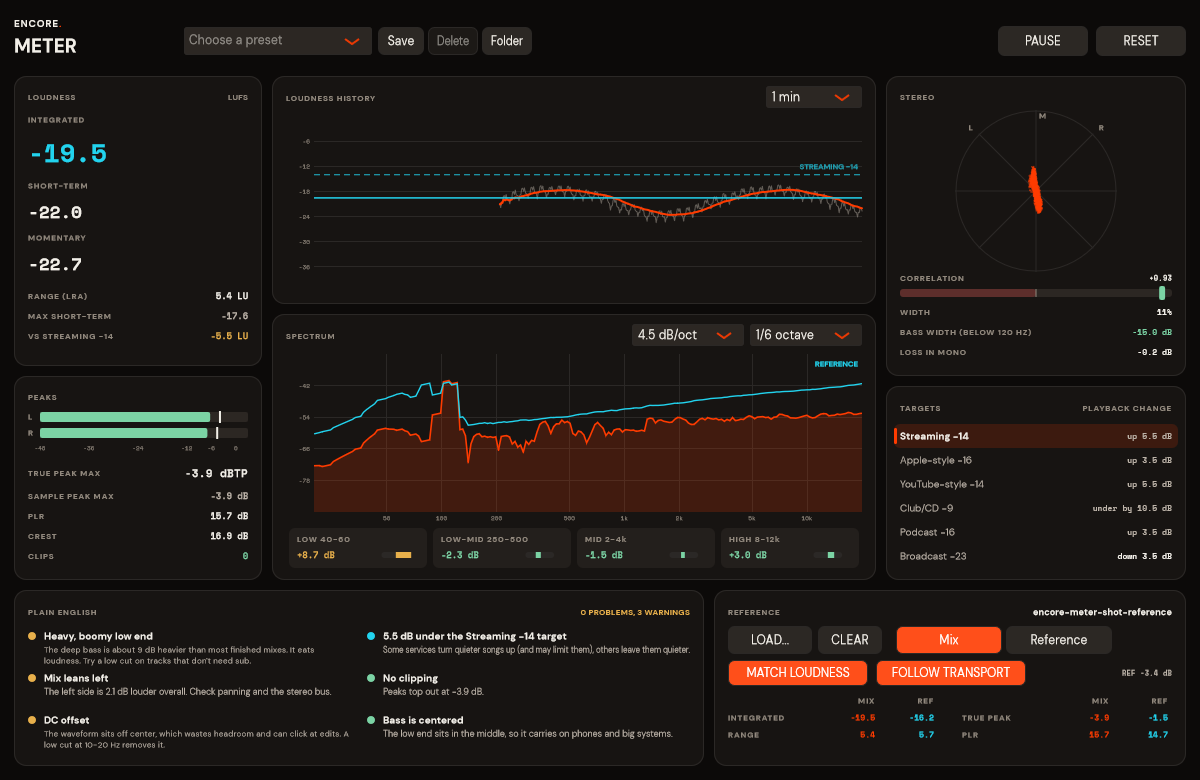 ENCORE.
METER
Choose a preset
Save
Delete
Folder
PAUSE
RESET
LOUDNESS LUFS
INTEGRATED
-19.5
SHORT-TERM
-22.0
MOMENTARY
-22.7
RANGE (LRA) 5.4 LU
MAX SHORT-TERM -17.6
VS STREAMING -14 -5.5 LU
PEAKS
L
R
-48 -36 -24 -12 -6 0
TRUE PEAK MAX -3.9 dBTP
SAMPLE PEAK MAX -3.9 dB
PLR 15.7 dB
CREST 16.9 dB
CLIPS 0
LOUDNESS HISTORY
1 min
-6
-12
STREAMING -14
-18
-24
-30
-36
SPECTRUM
4.5 dB/oct
1/6 octave
REFERENCE
-42
-54
-66
-78
50 100 200 500 1k 2k 5k 10k
LOW 40-60
+8.7 dB
LOW-MID 250-500
-2.3 dB
MID 2-4k
-1.5 dB
HIGH 8-12k
+3.0 dB
STEREO
L M R
CORRELATION +0.93
WIDTH 11%
BASS WIDTH (BELOW 120 HZ) -15.0 dB
LOSS IN MONO -0.2 dB
TARGETS PLAYBACK CHANGE
Streaming -14 up 5.5 dB
Apple-style -16 up 3.5 dB
YouTube-style -14 up 5.5 dB
Club/CD -9 under by 10.5 dB
Podcast -16 up 3.5 dB
Broadcast -23 down 3.5 dB
PLAIN ENGLISH 0 PROBLEMS, 3 WARNINGS
Heavy, boomy low end
The deep bass is about 9 dB heavier than most finished mixes. It eats
loudness. Try a low cut on tracks that don't need sub.
Mix leans left
The left side is 2.1 dB louder overall. Check panning and the stereo bus.
DC offset
The waveform sits off center, which wastes headroom and can click at edits. A
low cut at 10-20 Hz removes it.
5.5 dB under the Streaming -14 target
Some services turn quieter songs up (and may limit them), others leave them quieter.
No clipping
Peaks top out at -3.9 dB.
Bass is centered
The low end sits in the middle, so it carries on phones and big systems.
REFERENCE encore-meter-shot-reference
LOAD...
CLEAR
Mix
Reference
MATCH LOUDNESS
FOLLOW TRANSPORT
REF -3.4 dB
MIX REF MIX REF
INTEGRATED -19.5 -16.2 TRUE PEAK -3.9 -1.5
RANGE 5.4 5.7 PLR 15.7 14.7